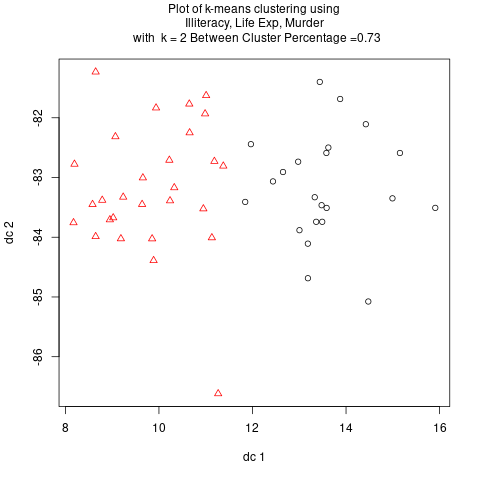 Plot of k-means clustering using
Illiteracy, Life Exp, Murder
with  k = 2 Between Cluster Percentage =0.73
-82
-83
-84
-85
-86
dc 2
8
10
12
14
16
dc 1